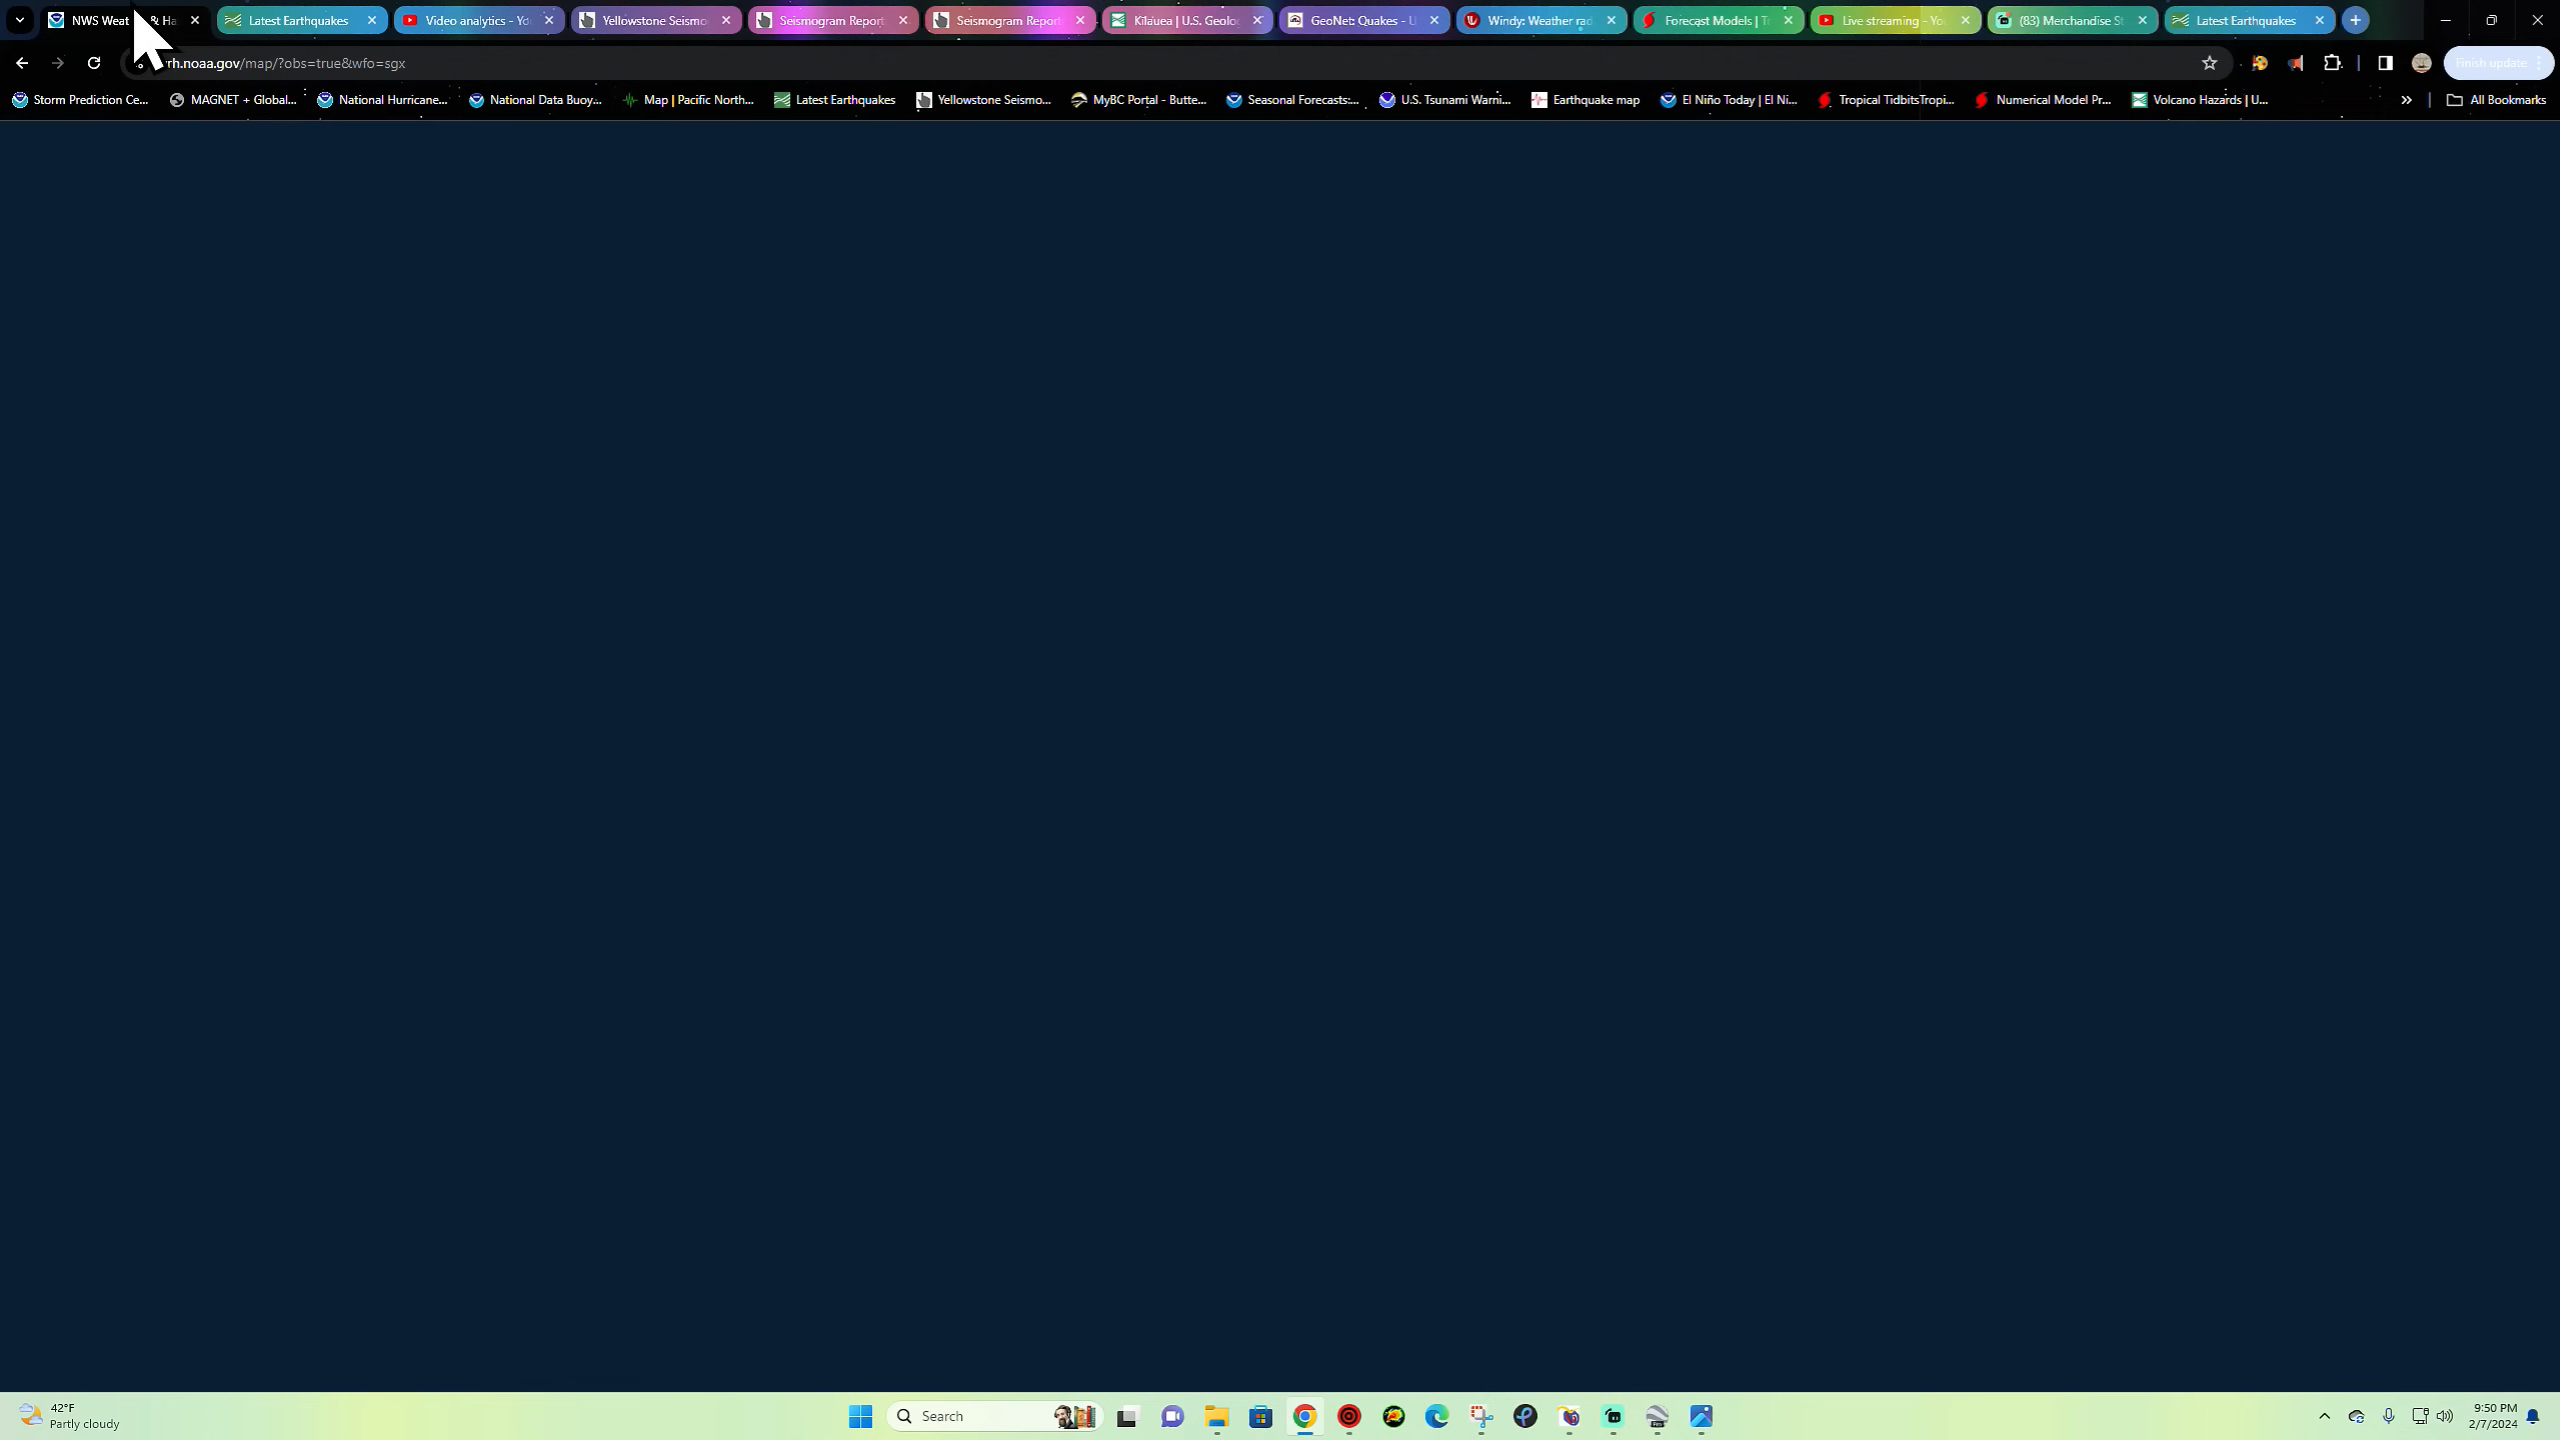 NWS Weat & Ha
Latest Earthquakes
Video analytics - Yo
Yellowstone Seismo
Seismogram Report
Seismogram Report
Kilauea | U.S. Geolo
GeoNet: Quakes - U
Windy: Weather rad
Forecast Models | T
Live streaming - Yo
(83) Merchandise St
Latest Earthquakes
rh.noaa.gov/map/?obs=true&wfo=sgx
Finish update
Storm Prediction Ce...
MAGNET + Global...
National Hurricane...
National Data Buoy...
Map | Pacific North...
Latest Earthquakes
Yellowstone Seismo...
MyBC Portal - Butte...
Seasonal Forecasts:...
U.S. Tsunami Warni...
Earthquake map
El Niño Today | El Ni...
Tropical TidbitsTropi...
Numerical Model Pr...
Volcano Hazards | U...
All Bookmarks
42°F
Partly cloudy
Search
9:50 PM
2/7/2024